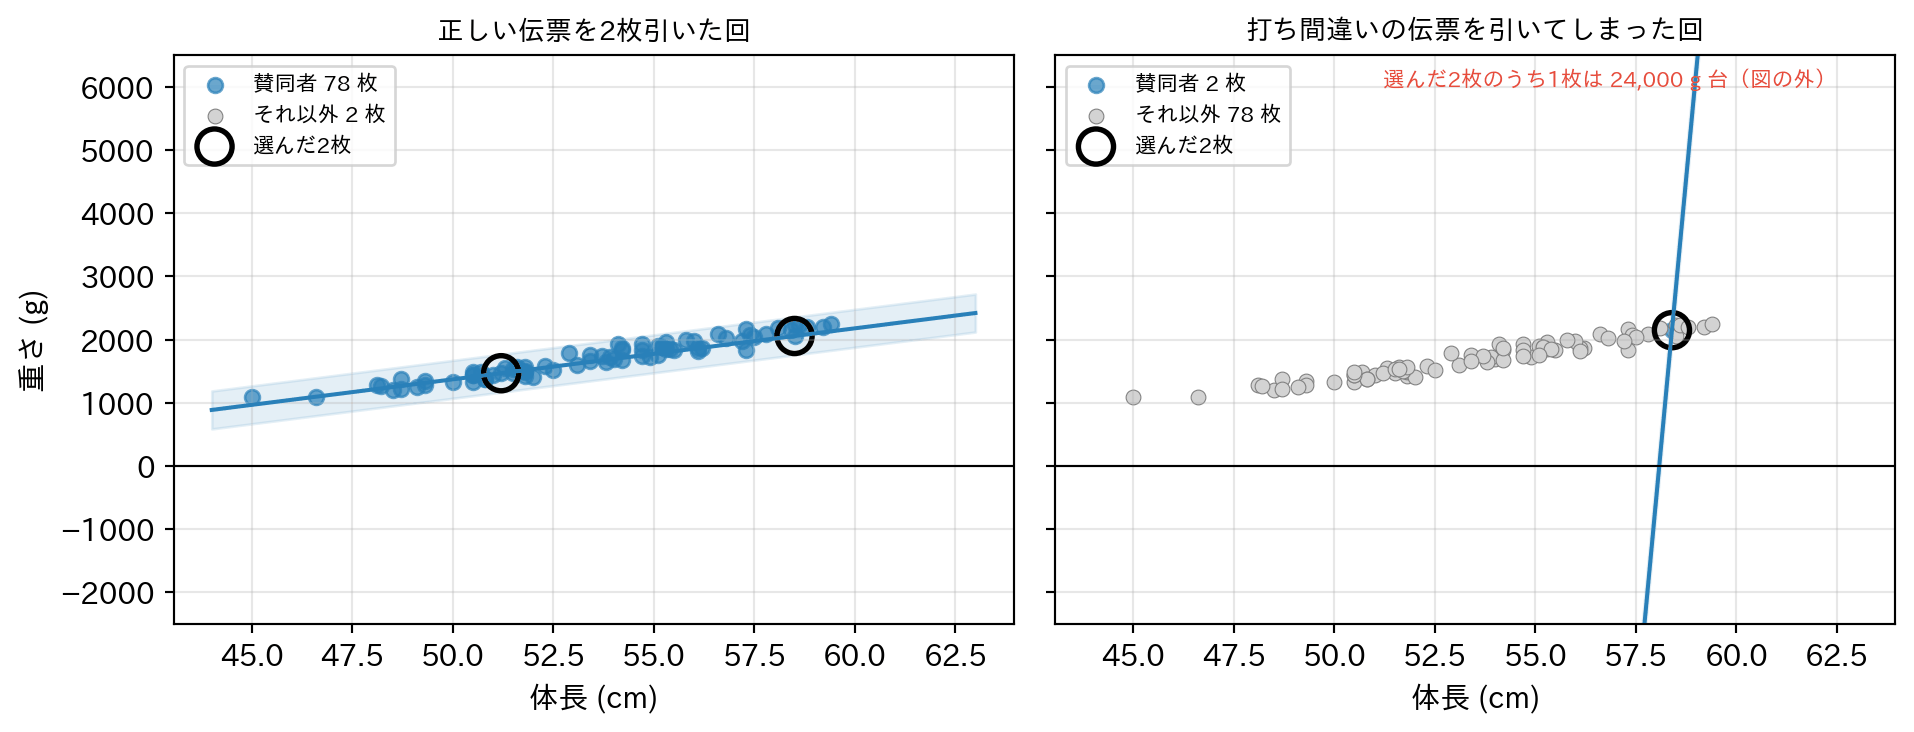 正しい伝票を2枚引いた回
賛同者 78 枚
それ以外 2 枚
選んだ2枚
6000
5000
4000
3000
2000
1000
0
−1000
−2000
重さ (g)
45.0 47.5 50.0 52.5 55.0 57.5 60.0 62.5
体長 (cm)
打ち間違いの伝票を引いてしまった回
賛同者 2 枚
それ以外 78 枚
選んだ2枚
選んだ2枚のうち1枚は 24,000 g 台（図の外）
45.0 47.5 50.0 52.5 55.0 57.5 60.0 62.5
体長 (cm)